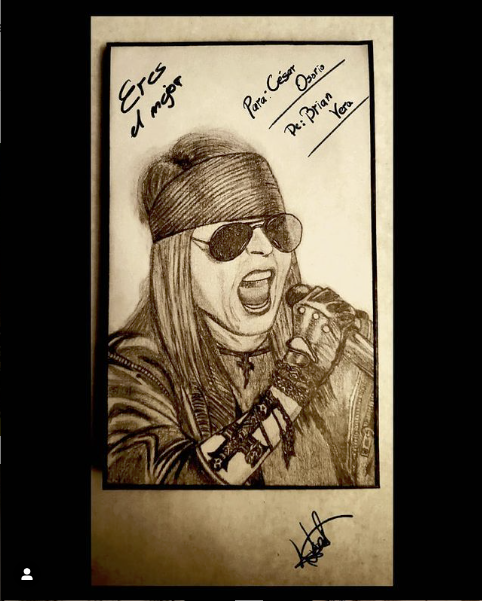 Eres
el mejor
Para: César
Osorio
De: Brian
Vera